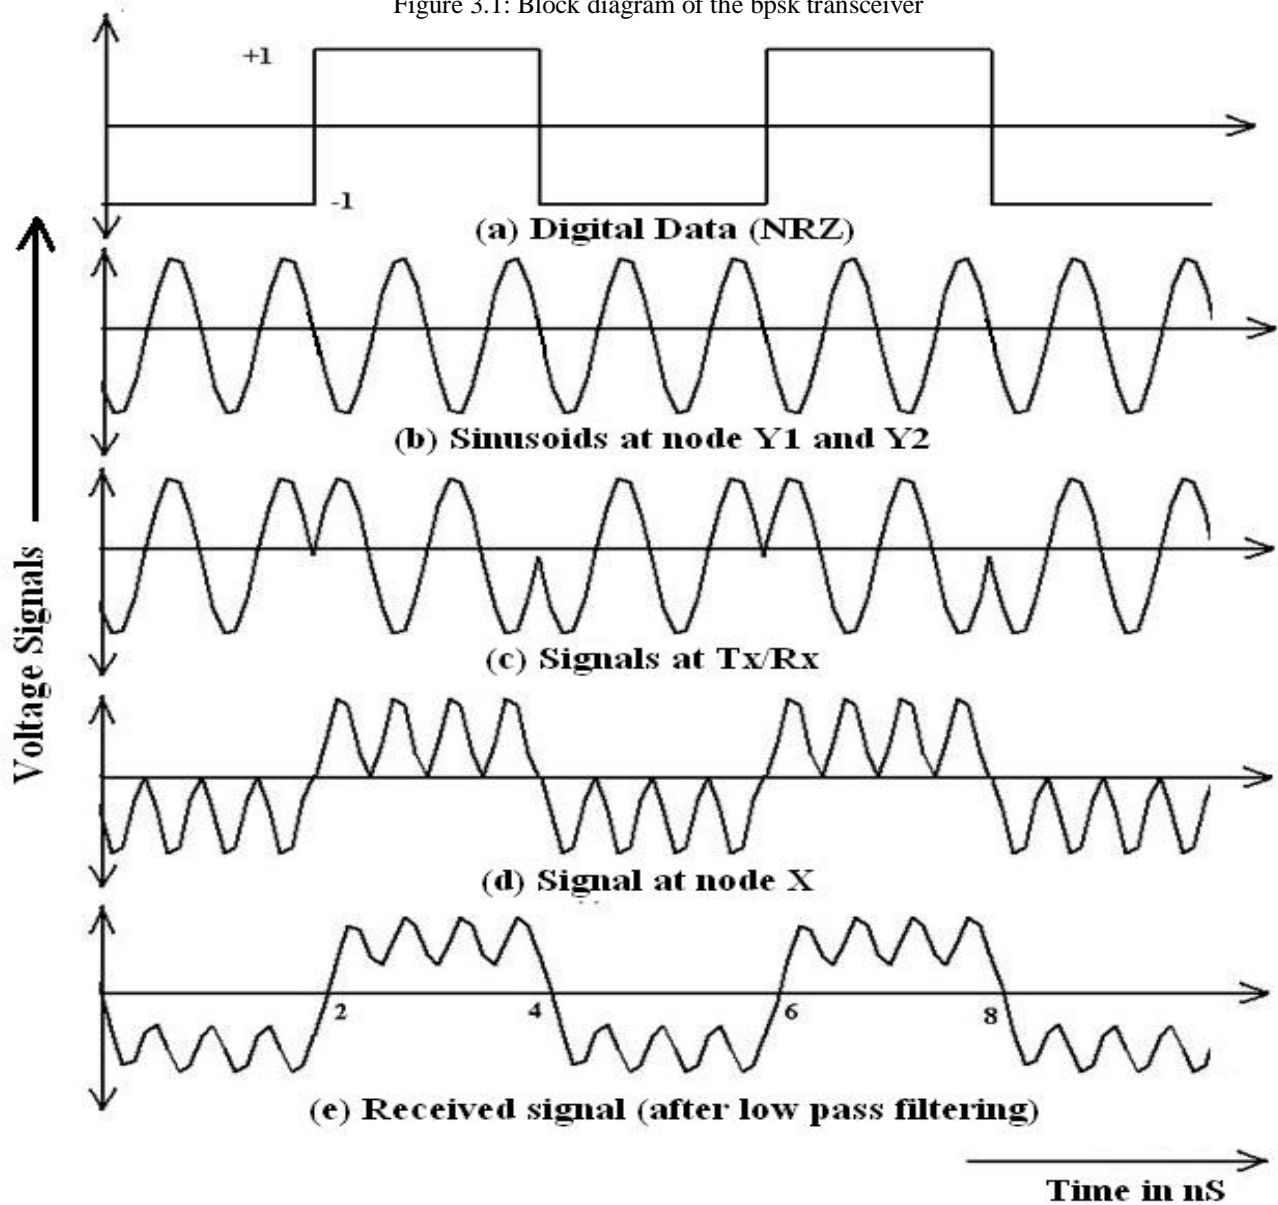 Figure 3.1: Block diagram of the bpsk transceiver
+1
-1
(a) Digital Data (NRZ)
(b) Sinusoids at node Y1 and Y2
(c) Signals at Tx/Rx
(d) Signal at node X
2
4
6
8
(e) Received signal (after low pass filtering)
Time in nS
Voltage Signals